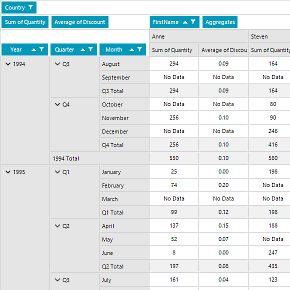 Country
Sum of Quantity Average of Discount FirstName Aggregates
Anne Steven
Year Quarter Month Sum of Quantity Average of Discou Sum of Quantity
1994 Q3 August 294 0.09 164
September No Data No Data No Data
Q3 Total 294 0.09 164
Q4 October No Data No Data 80
November 256 0.10 90
December No Data No Data 246
Q4 Total 256 0.10 416
1994 Total 550 0.10 580
1995 Q1 January 25 0.00 198
February 74 0.20 No Data
March No Data No Data No Data
Q1 Total 99 0.12 198
Q2 April 137 0.15 188
May 52 0.07 No Data
June 8 0.00 247
Q2 Total 197 0.08 435
Q3 July 161 0.04 123